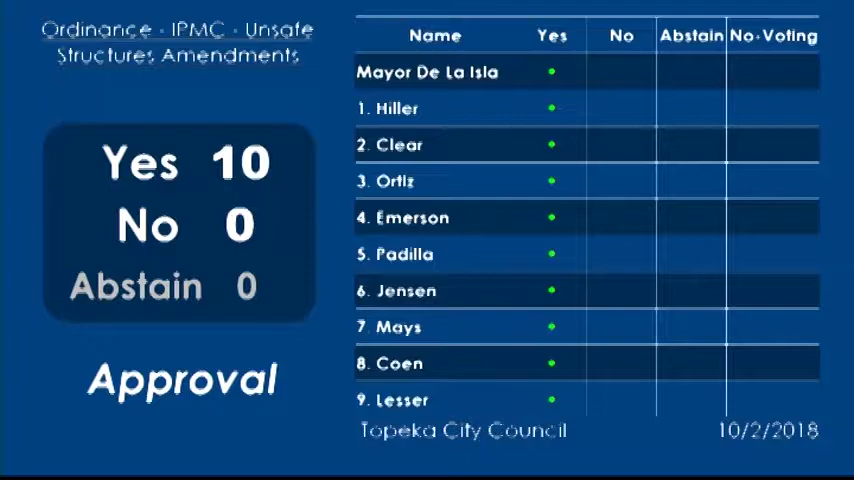 Ordinance - IPMC - Unsafe
Structures Amendments
Yes 10
No 0
Abstain 0
Approval
Name Yes No Abstain No-Voting
Mayor De La Isla
1. Hiller
2. Clear
3. Ortiz
4. Emerson
5. Padilla
6. Jensen
7. Mays
8. Coen
9. Lesser
Topeka City Council 10/2/2018